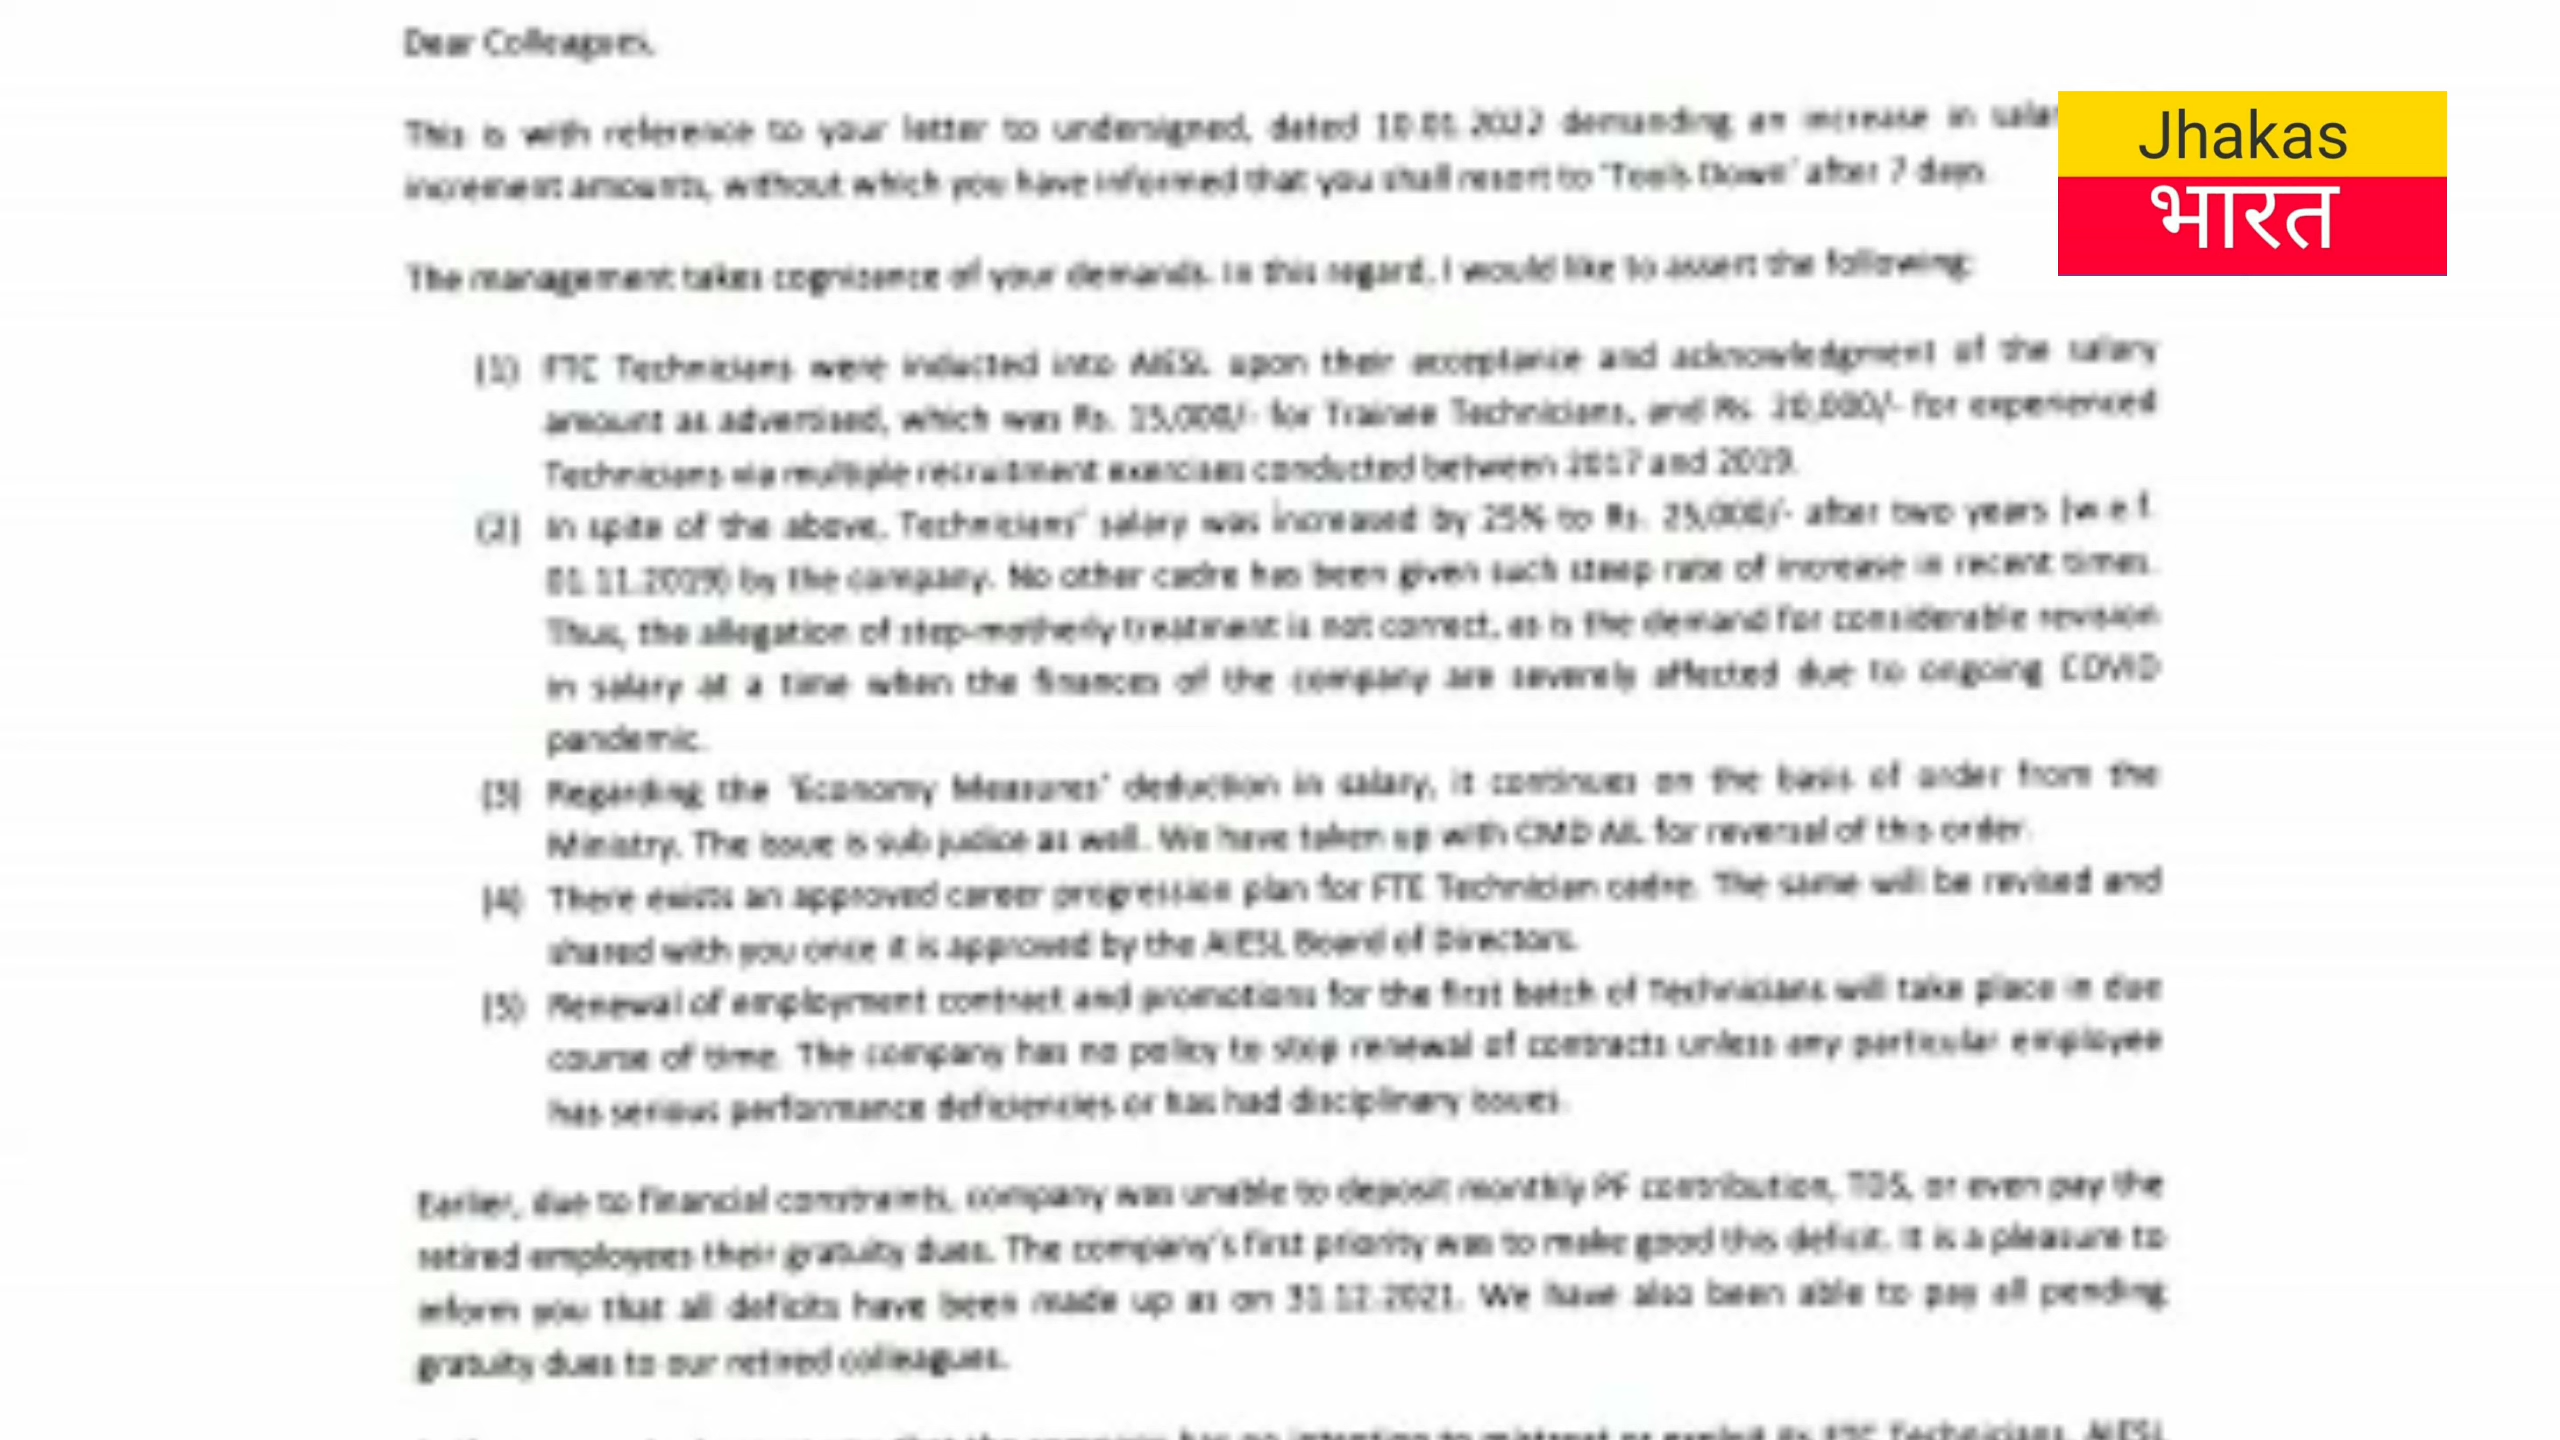 Dear Colleagues,
This is with reference to your letter to undersigned, dated 10.01.2022 demanding an increase in
increment amounts, without which you have informed that you shall resort to 'Tools Down' after 7 days.
Jhakas
भारत
The management takes cognizance of your demands. In this regard, I would like to assert the following:
(1) FTC Technicians were inducted into AIESL upon their acceptance and acknowledgment of the salary
amount as advertised, which was Rs. 15,000/- for Trainee Technicians, and Rs. 20,000/- for experienced
Technicians via multiple recruitment exercises conducted between 2017 and 2019.
(2) In spite of the above, Technicians' salary was increased by 25% to Rs. 25,000/- after two years (w.e.f.
01.11.2019) by the company. No other cadre has been given such steep rate of increase in recent times.
Thus, the allegation of step-motherly treatment is not correct, as is the demand for considerable revision
in salary at a time when the finances of the company are severely affected due to ongoing COVID
pandemic.
(3) Regarding the 'Economy Measures' deduction in salary, it continues on the basis of order from the
Ministry. The issue is sub judice as well. We have taken up with CMD AIL for reversal of this order.
(4) There exists an approved career progression plan for FTE Technician cadre. The same will be revised and
shared with you once it is approved by the AIESL Board of Directors.
(5) Renewal of employment contract and promotions for the first batch of Technicians will take place in due
course of time. The company has no policy to stop renewal of contracts unless any particular employee
has serious performance deficiencies or has had disciplinary issues.
Earlier, due to financial constraints, company was unable to deposit monthly PF contribution, TDS, or even pay the
retired employees their gratuity dues. The company's first priority was to make good this deficit. It is a pleasure to
inform you that all deficits have been made up as on 31.12.2021. We have also been able to pay all pending
gratuity dues to our retired colleagues.
that the company has no intention to mistreat or exploit its FTC Technicians. AIESL